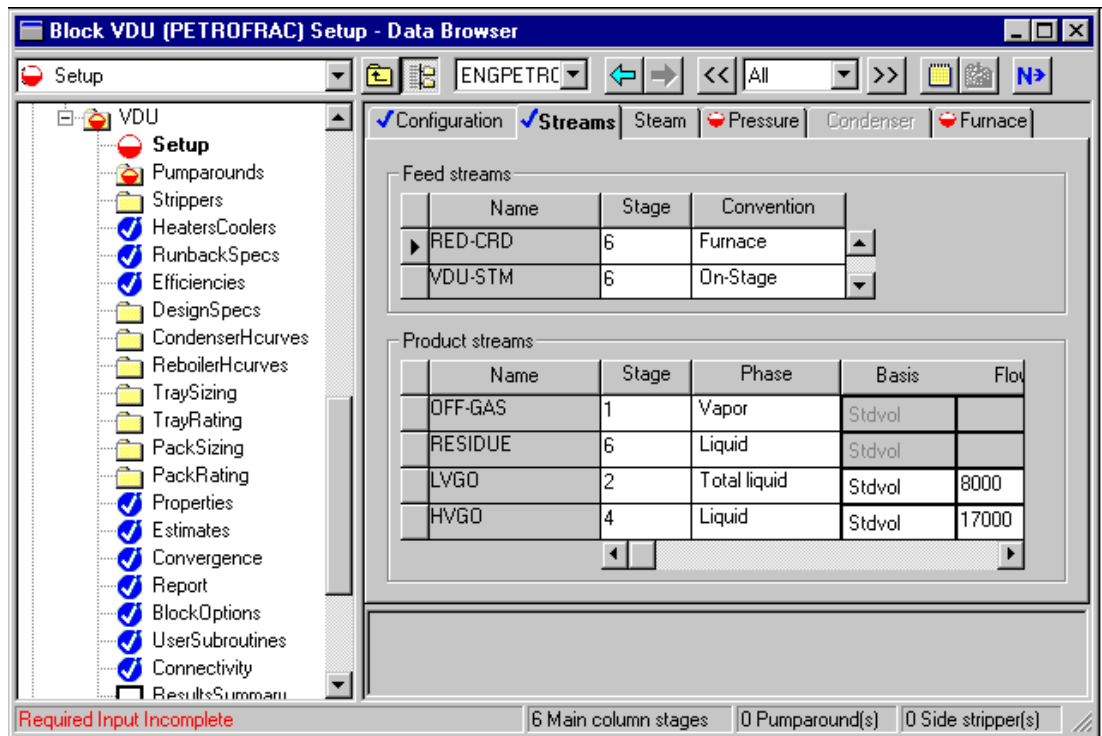 Block VDU (PETROFRAC) Setup - Data Browser
Setup ENGPETRO << All >> N>
VDU
Setup
Pumparounds
Strippers
HeatersCoolers
RunbackSpecs
Efficiencies
DesignSpecs
CondenserHcurves
ReboilerHcurves
TraySizing
TrayRating
PackSizing
PackRating
Properties
Estimates
Convergence
Report
BlockOptions
UserSubroutines
Connectivity
ResultsSummary
Configuration Streams Steam Pressure Condenser Furnace
Feed streams
Name Stage Convention
RED-CRD 6 Furnace
VDU-STM 6 On-Stage
Product streams
Name Stage Phase Basis Flow
OFF-GAS 1 Vapor Stdvol
RESIDUE 6 Liquid Stdvol
LVGO 2 Total liquid Stdvol 8000
HVGO 4 Liquid Stdvol 17000
Required Input Incomplete 6 Main column stages 0 Pumparound(s) 0 Side stripper(s)